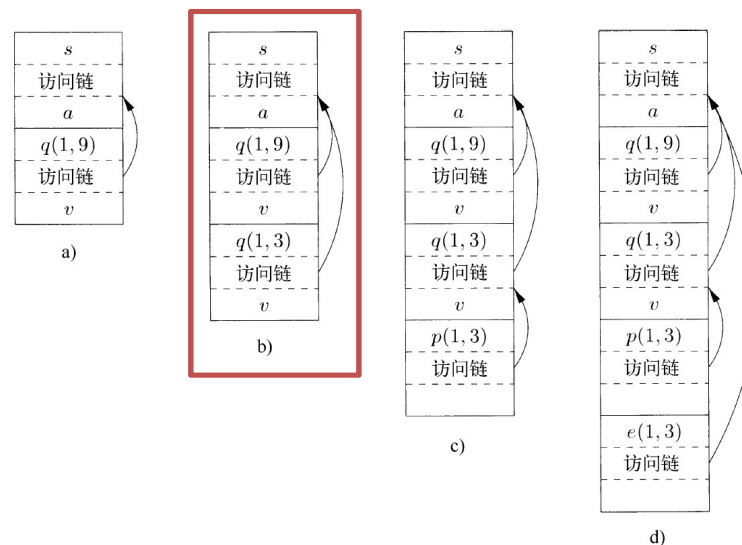 s
访问链
a
q(1,9)
访问链
v
a)
s
访问链
a
q(1,9)
访问链
v
q(1,3)
访问链
v
b)
s
访问链
a
q(1,9)
访问链
v
q(1,3)
访问链
v
p(1,3)
访问链
c)
s
访问链
a
q(1,9)
访问链
v
q(1,3)
访问链
v
p(1,3)
访问链
e(1,3)
访问链
d)